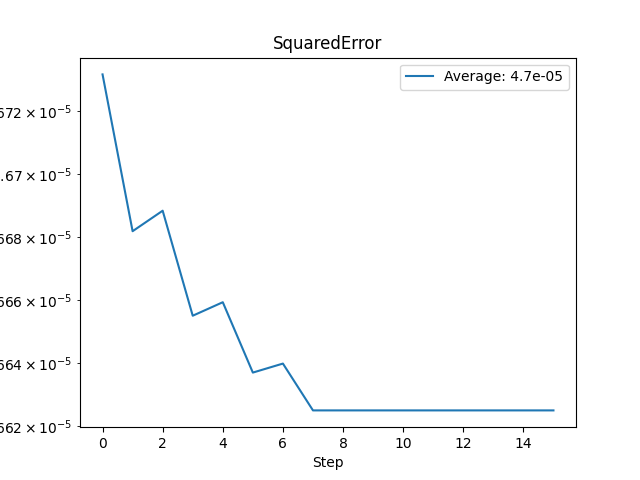 SquaredError
Average: 4.7e-05
672 × 10⁻⁵
.67 × 10⁻⁵
668 × 10⁻⁵
666 × 10⁻⁵
664 × 10⁻⁵
662 × 10⁻⁵
0 2 4 6 8 10 12 14
Step